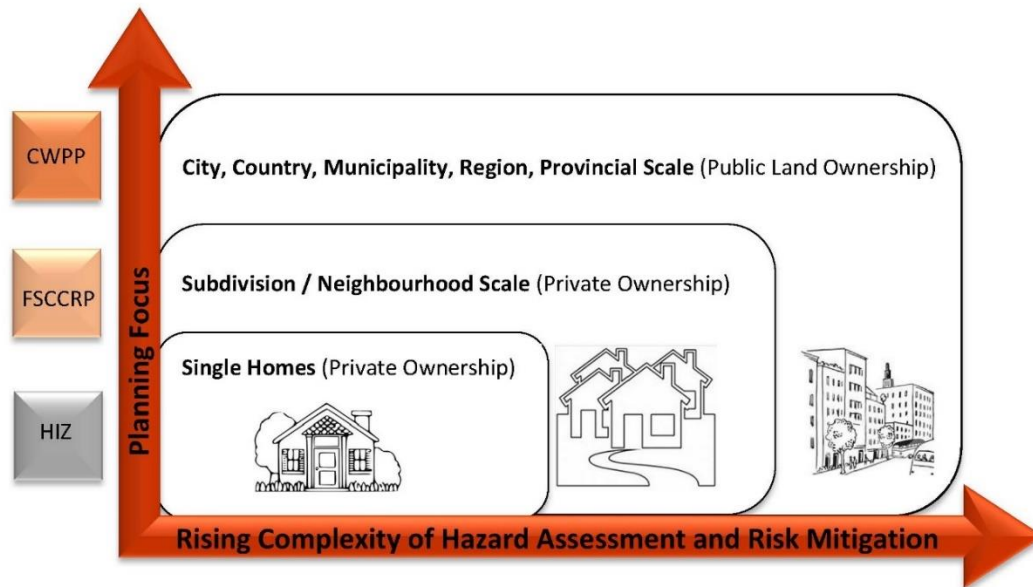 CWPP
City, Country, Municipality, Region, Provincial Scale (Public Land Ownership)
FSCCRP
Subdivision / Neighbourhood Scale (Private Ownership)
Single Homes (Private Ownership)
HIZ
Planning Focus
Rising Complexity of Hazard Assessment and Risk Mitigation